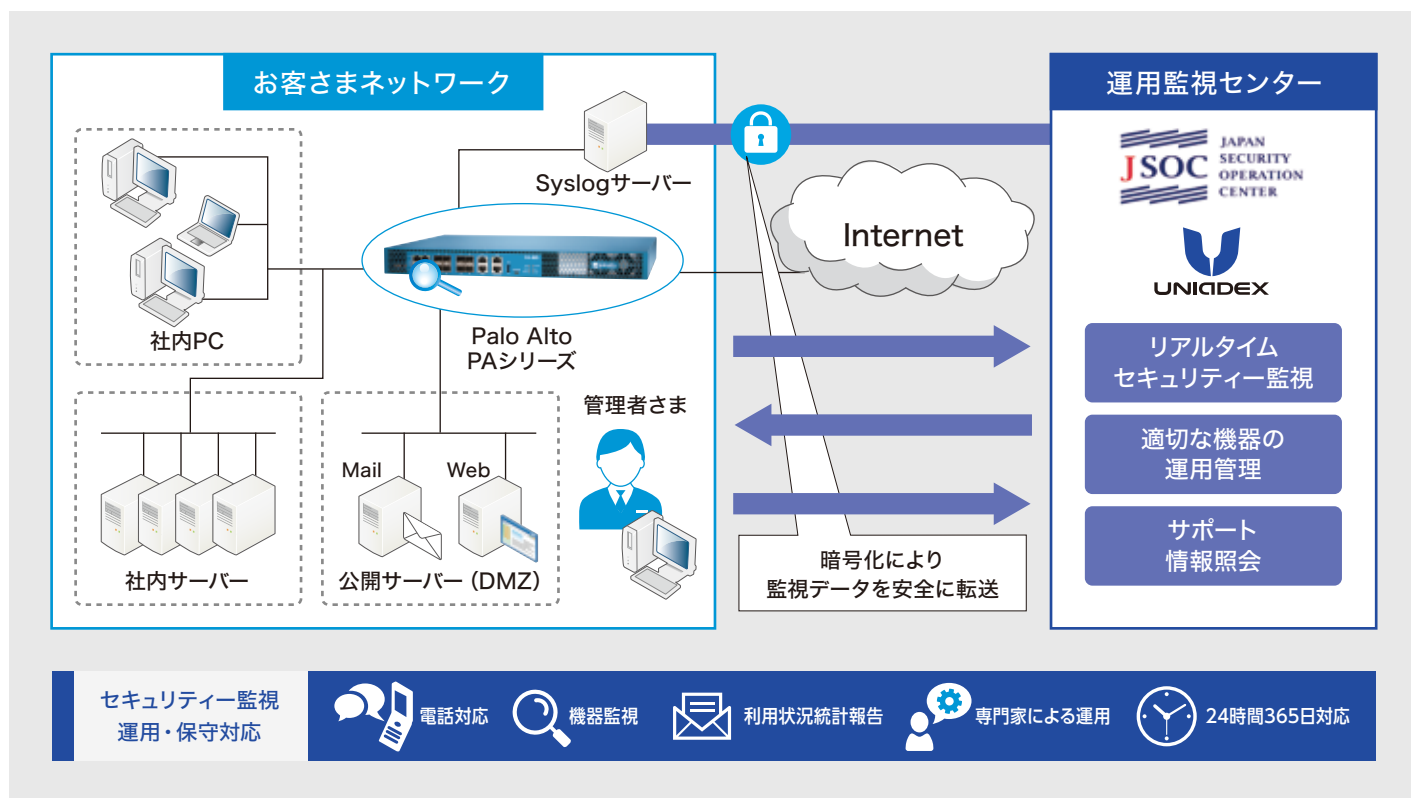 お客さまネットワーク
運用監視センター
Syslogサーバー
JSOC
JAPAN
SECURITY
OPERATION
CENTER
Internet
UNIADEX
社内PC
Palo Alto
PAシリーズ
リアルタイム
セキュリティー監視
管理者さま
適切な機器の
運用管理
Mail
Web
サポート
情報照会
社内サーバー
公開サーバー（DMZ）
暗号化により
監視データを安全に転送
セキュリティー監視
運用・保守対応
電話対応
機器監視
利用状況統計報告
専門家による運用
24時間365日対応